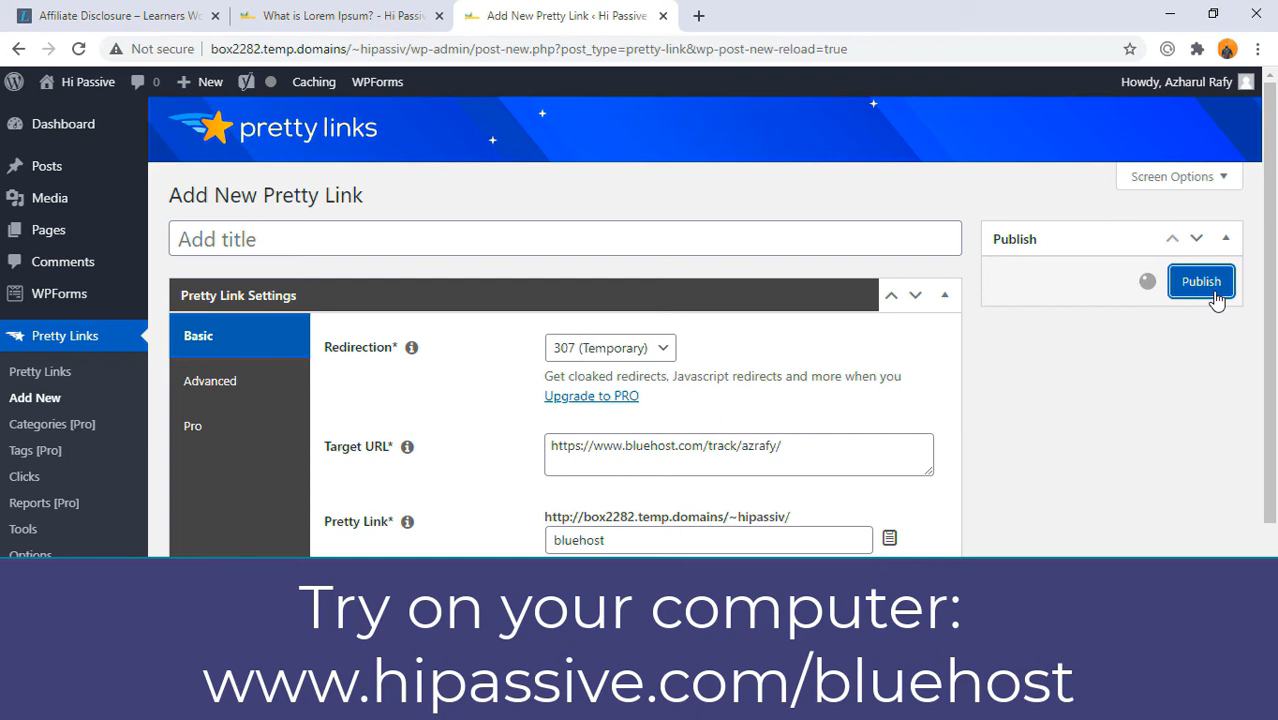 Affiliate Disclosure – Learners Wo
What is Lorem Ipsum? - Hi Passiv
Add New Pretty Link ‹ Hi Passive
Not secure
box2282.temp.domains/~hipassiv/wp-admin/post-new.php?post_type=pretty-link&wp-post-new-reload=true
Hi Passive
0
New
Caching
WPForms
Howdy, Azharul Rafy
Dashboard
Posts
Media
Pages
Comments
WPForms
Pretty Links
Pretty Links
Add New
Categories [Pro]
Tags [Pro]
Clicks
Reports [Pro]
Tools
Options
pretty links
Screen Options
Add New Pretty Link
Add title
Publish
Publish
Pretty Link Settings
Basic
Advanced
Pro
Redirection*
307 (Temporary)
Get cloaked redirects, Javascript redirects and more when you
Upgrade to PRO
Target URL*
https://www.bluehost.com/track/azrafy/
Pretty Link*
http://box2282.temp.domains/~hipassiv/
bluehost
Try on your computer:
www.hipassive.com/bluehost